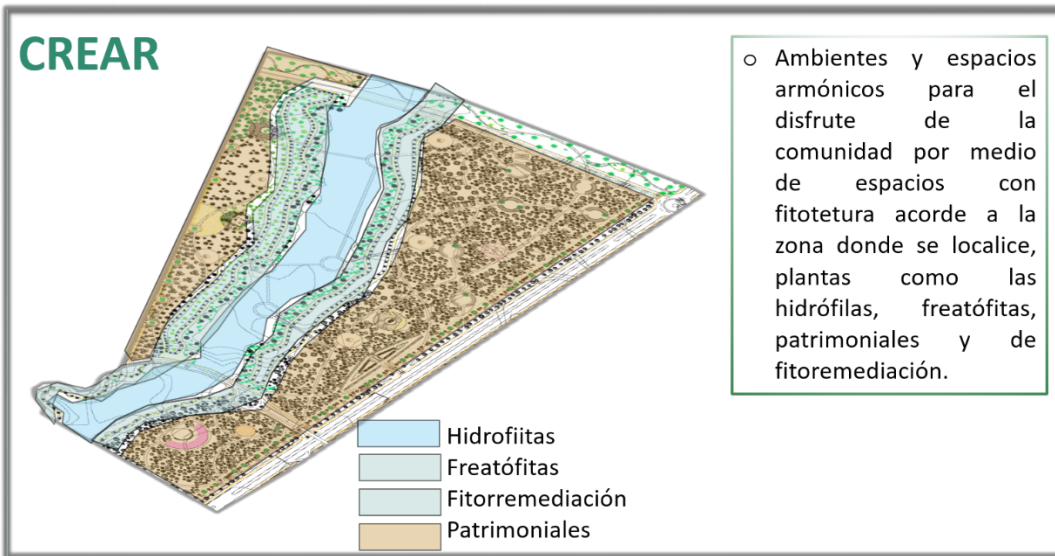 CREAR
o Ambientes y espacios
armónicos para el
disfrute de la
comunidad por medio
de espacios con
fitotetura acorde a la
zona donde se localice,
plantas como las
hidrófilas, freatófitas,
patrimoniales y de
fitoremediación.
Hidrofiitas
Freatófitas
Fitorremediación
Patrimoniales